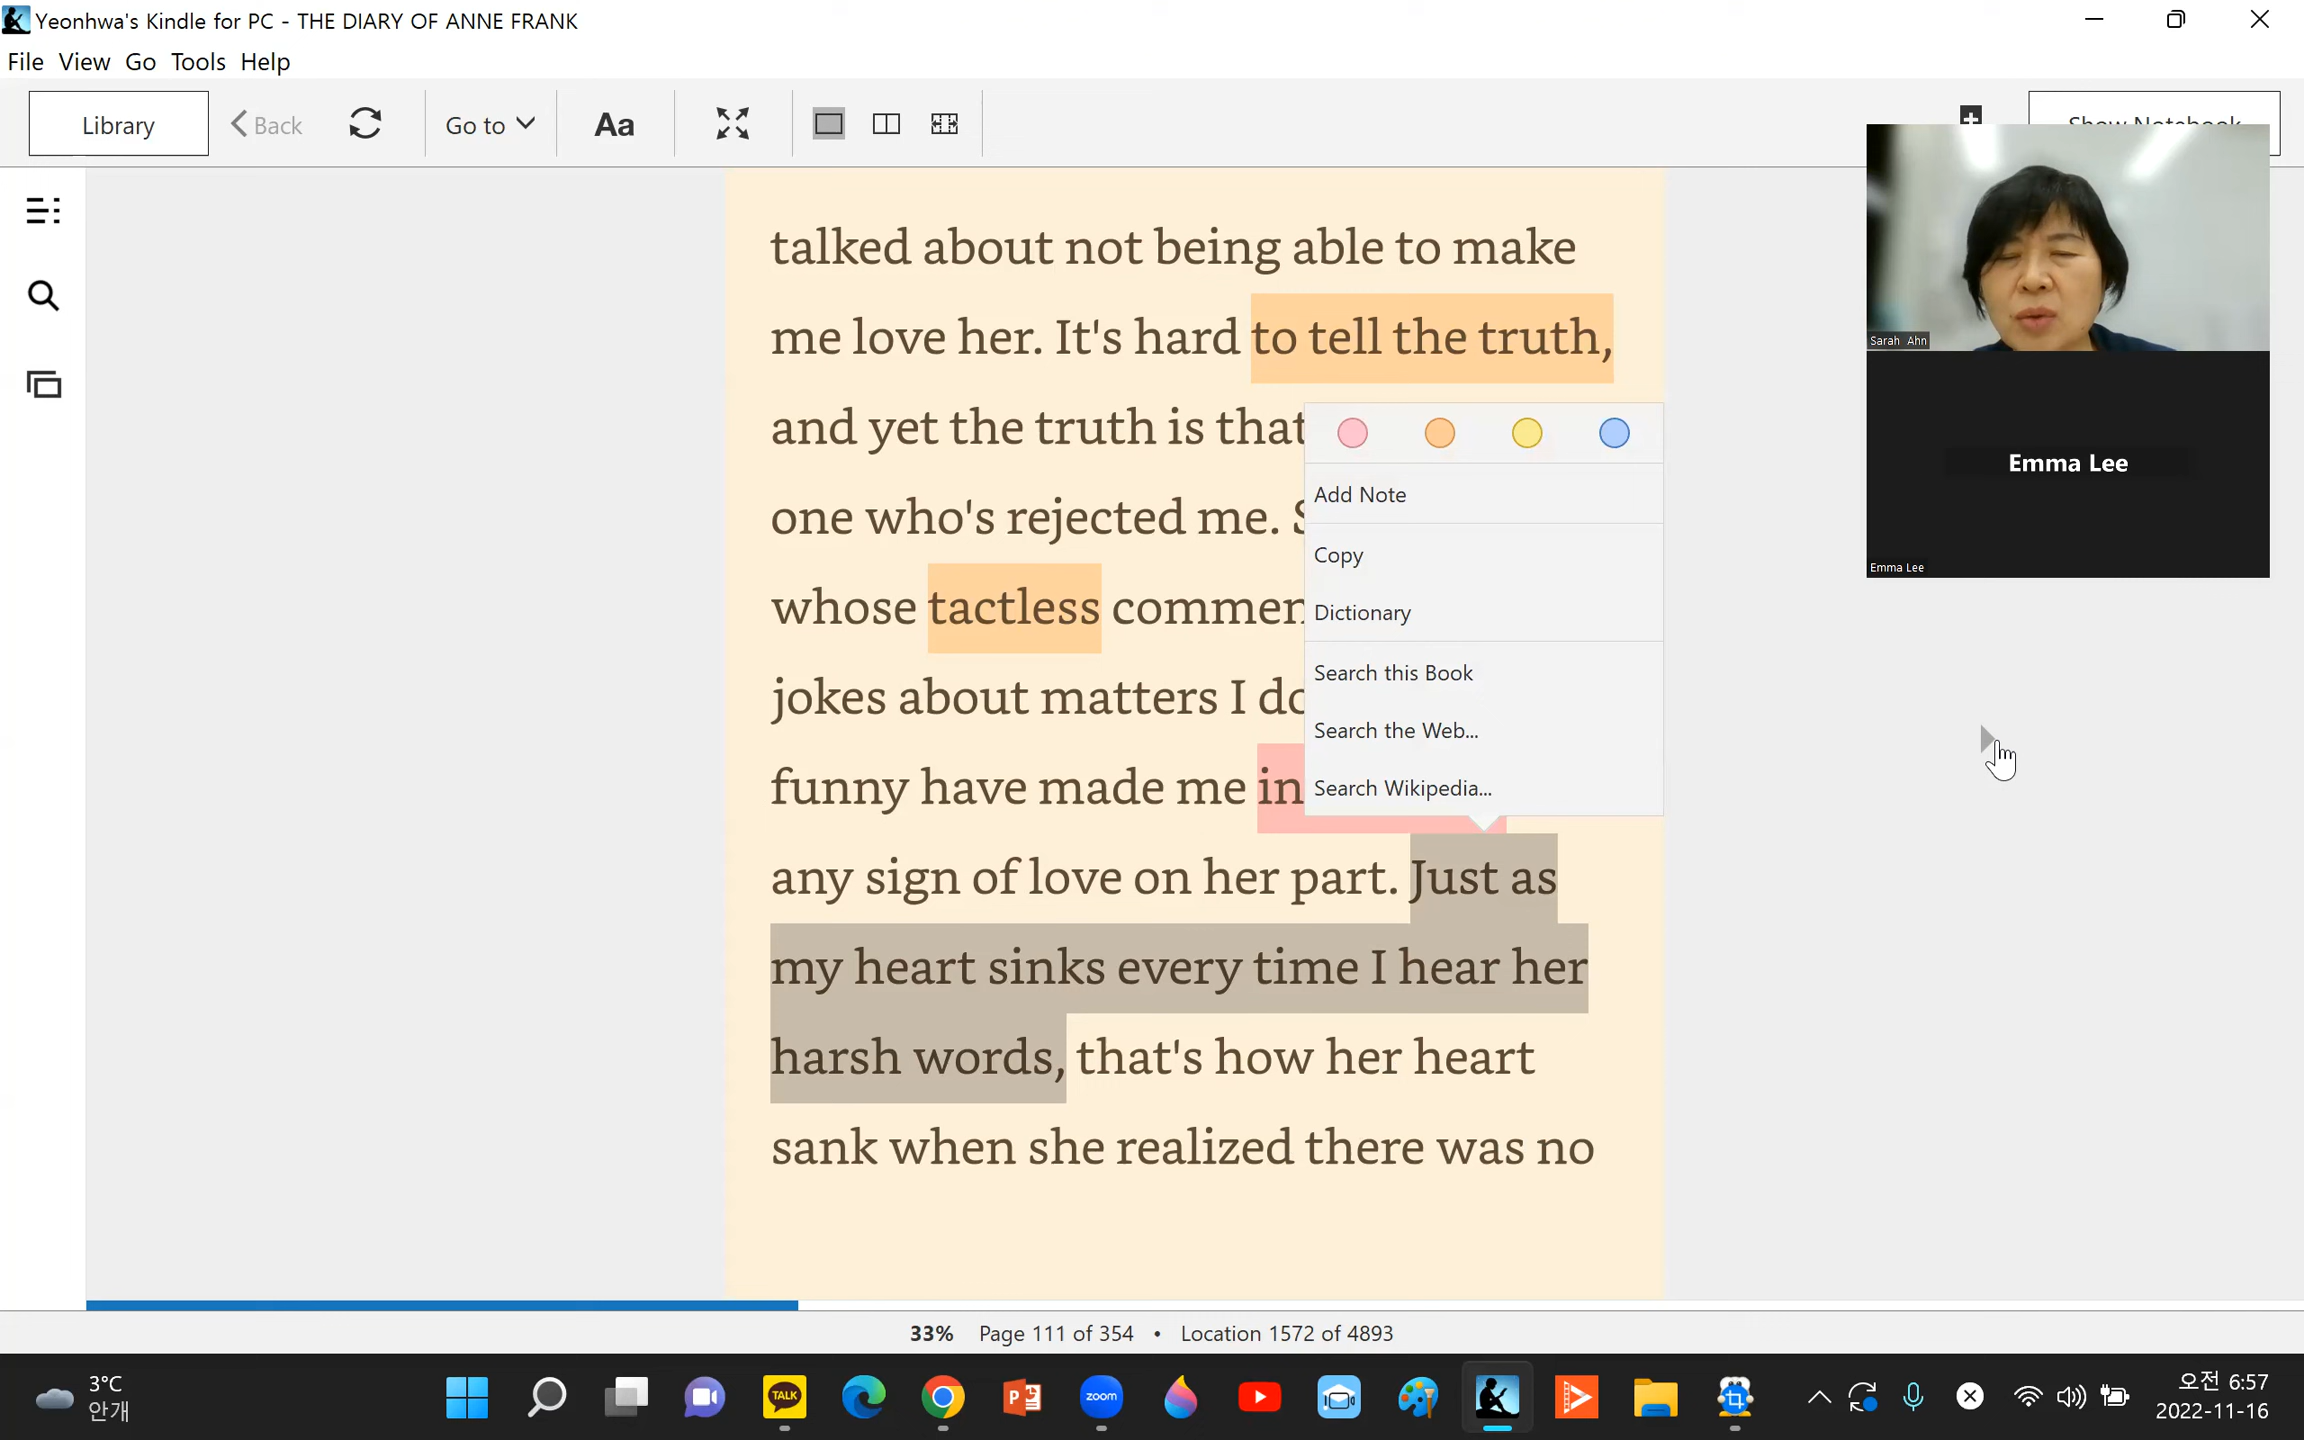 Yeonhwa's Kindle for PC - THE DIARY OF ANNE FRANK
File View Go Tools Help
Library Back Go to Aa Show Notebook
talked about not being able to make
me love her. It's hard to tell the truth,
and yet the truth is that
one who's rejected me. S
whose tactless commen
jokes about matters I do
funny have made me in
any sign of love on her part. Just as
my heart sinks every time I hear her
harsh words, that's how her heart
sank when she realized there was no
Add Note
Copy
Dictionary
Search this Book
Search the Web...
Search Wikipedia...
Sarah Ahn
Emma Lee
Emma Lee
33% Page 111 of 354 • Location 1572 of 4893
3°C
안개
TALK
zoom
오전 6:57
2022-11-16